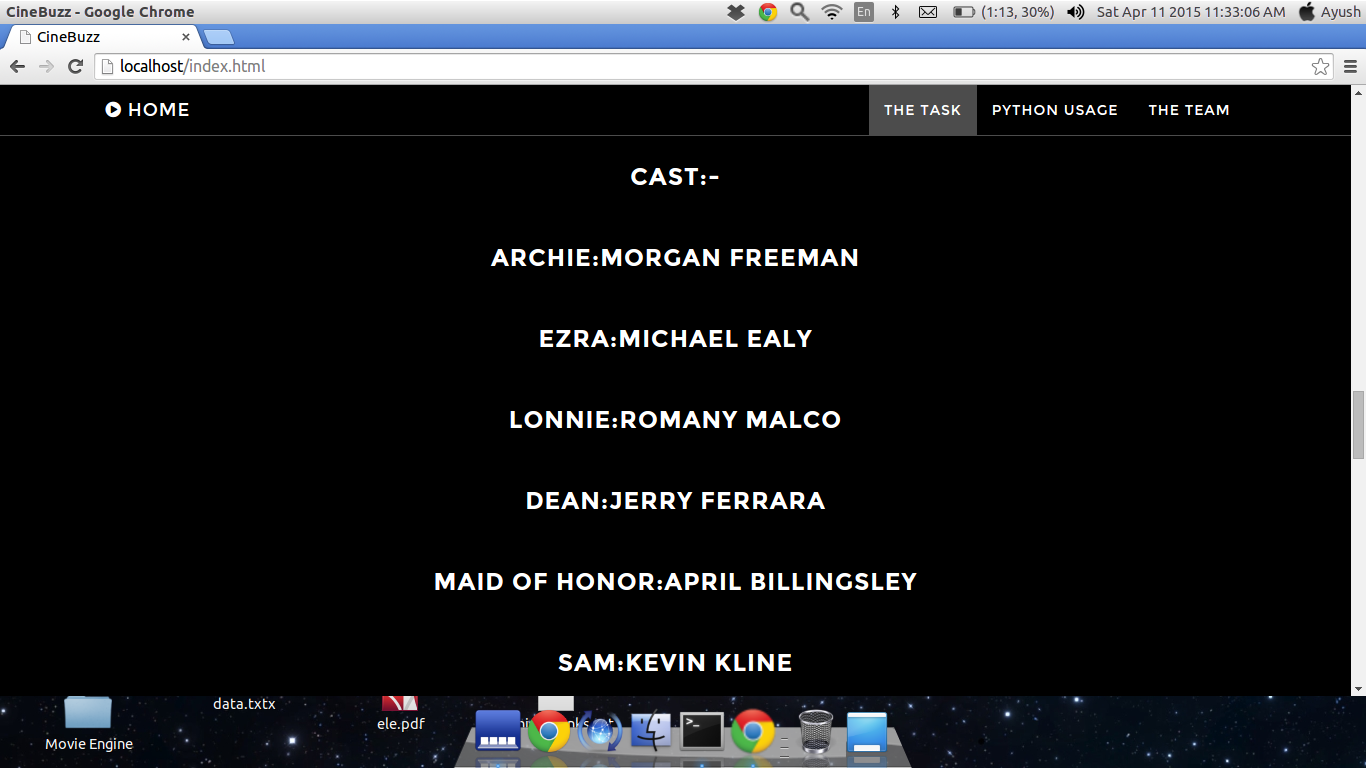 CineBuzz - Google Chrome
En
(1:13, 30%)
Sat Apr 11 2015 11:33:06 AM
Ayush
CineBuzz
localhost/index.html
HOME
THE TASK
PYTHON USAGE
THE TEAM
CAST:-
ARCHIE:MORGAN FREEMAN
EZRA:MICHAEL EALY
LONNIE:ROMANY MALCO
DEAN:JERRY FERRARA
MAID OF HONOR:APRIL BILLINGSLEY
SAM:KEVIN KLINE
Movie Engine
data.txtx
ele.pdf